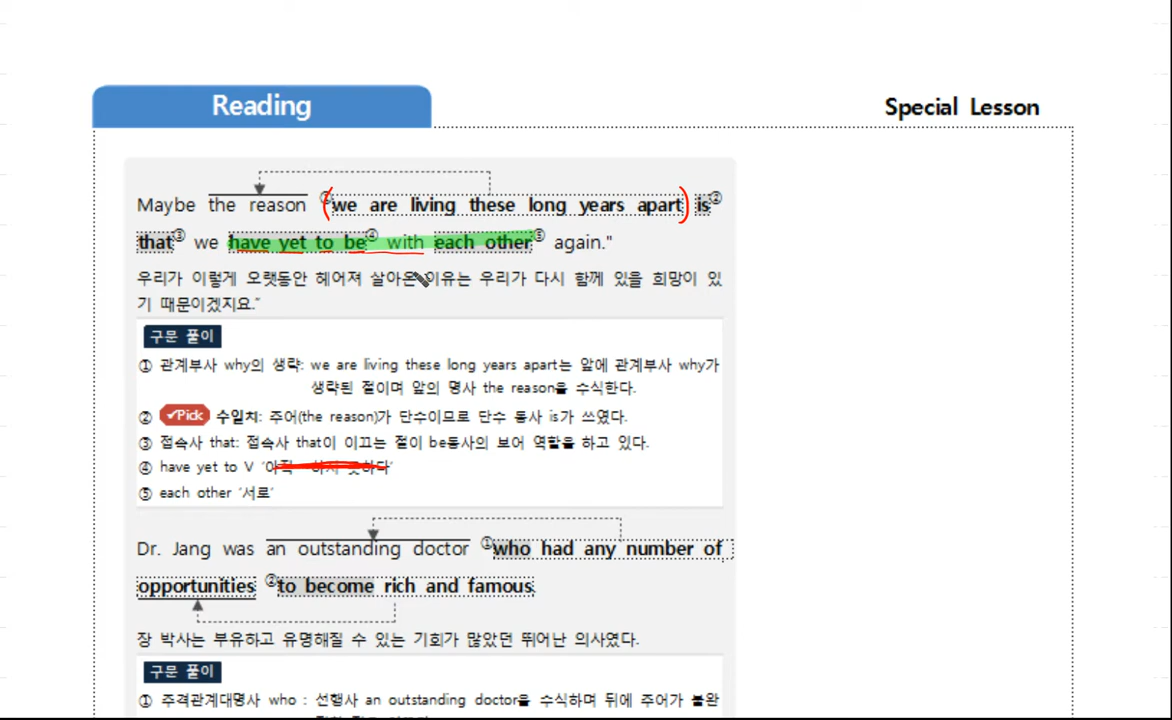 Reading
Special Lesson
Maybe the reason ①we are living these long years apart is②
that③ we have yet to be④ with each other⑤ again."
우리가 이렇게 오랫동안 헤어져 살아온 이유는 우리가 다시 함께 있을 희망이 있
기 때문이겠지요."
구문 풀이
① 관계부사 why의 생략: we are living these long years apart는 앞에 관계부사 why가
생략된 절이며 앞의 명사 the reason을 수식한다.
② ✓Pick 수일치: 주어(the reason)가 단수이므로 단수 동사 is가 쓰였다.
③ 접속사 that: 접속사 that이 이끄는 절이 be동사의 보어 역할을 하고 있다.
④ have yet to V '아직 하지 못하다'
⑤ each other '서로'
Dr. Jang was an outstanding doctor ①who had any number of
opportunities ②to become rich and famous.
장 박사는 부유하고 유명해질 수 있는 기회가 많았던 뛰어난 의사였다.
구문 풀이
① 주격관계대명사 who : 선행사 an outstanding doctor을 수식하며 뒤에 주어가 불완